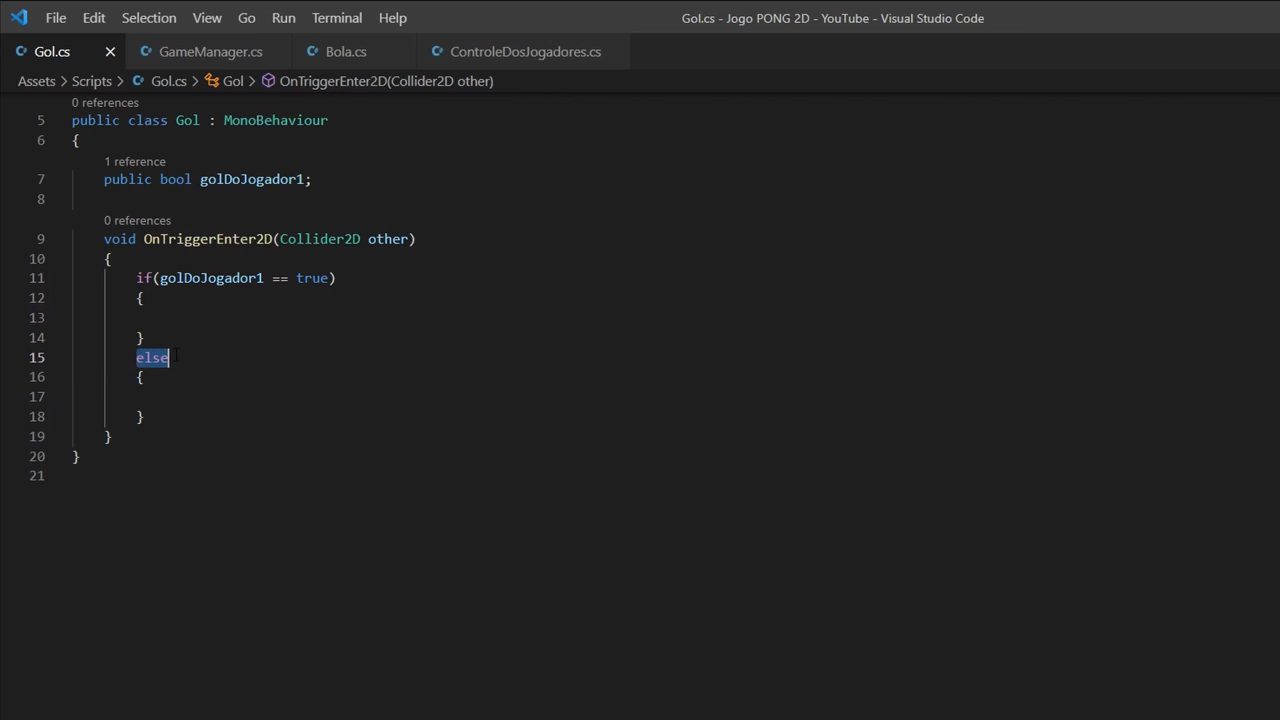 File Edit Selection View Go Run Terminal Help Gol.cs - Jogo PONG 2D - YouTube - Visual Studio Code
Gol.cs GameManager.cs Bola.cs ControleDosJogadores.cs
Assets > Scripts > Gol.cs > Gol > OnTriggerEnter2D(Collider2D other)
0 references
5 public class Gol : MonoBehaviour
6 {
1 reference
7 public bool golDoJogador1;
8
0 references
9 void OnTriggerEnter2D(Collider2D other)
10 {
11 if(golDoJogador1 == true)
12 {
13
14 }
15 else
16 {
17
18 }
19 }
20 }
21